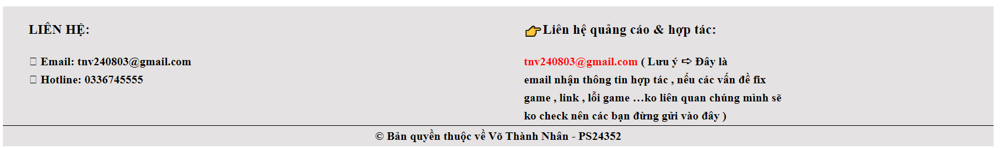 LIÊN HỆ:
Email: tnv240803@gmail.com
Hotline: 0336745555
👉Liên hệ quảng cáo & hợp tác:
tnv240803@gmail.com ( Lưu ý ➪ Đây là
email nhận thông tin hợp tác , nếu các vấn đề fix
game , link , lỗi game …ko liên quan chúng mình sẽ
ko check nên các bạn đừng gửi vào đây )
© Bản quyền thuộc về Võ Thành Nhân - PS24352